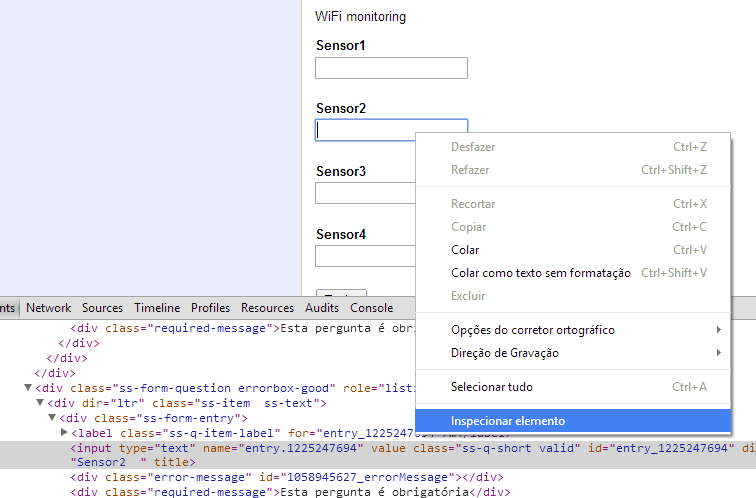 WiFi monitoring
Sensor1
Sensor2
Desfazer Ctrl+Z
Refazer Ctrl+Shift+Z
Recortar Ctrl+X
Copiar Ctrl+C
Colar Ctrl+V
Colar como texto sem formatação Ctrl+Shift+V
Excluir
Opções do corretor ortográfico
Direção de Gravação
Selecionar tudo Ctrl+A
Inspecionar elemento
Sensor3
Sensor4
nts Network Sources Timeline Profiles Resources Audits Console
<div class="required-message">Esta pergunta é obri
</div>
</div>
</div>
<div class="ss-form-question errorbox-good" role="listi
<div dir="ltr" class="ss-item  ss-text">
<div class="ss-form-entry">
<label class="ss-q-item-label" for="entry_1225247694">…</label>
<input type="text" name="entry.1225247694" value class="ss-q-short valid" id="entry_1225247694" di
"Sensor2  " title>
<div class="error-message" id="1058945627_errorMessage"></div>
<div class="required-message">Esta pergunta é obrigatória</div>